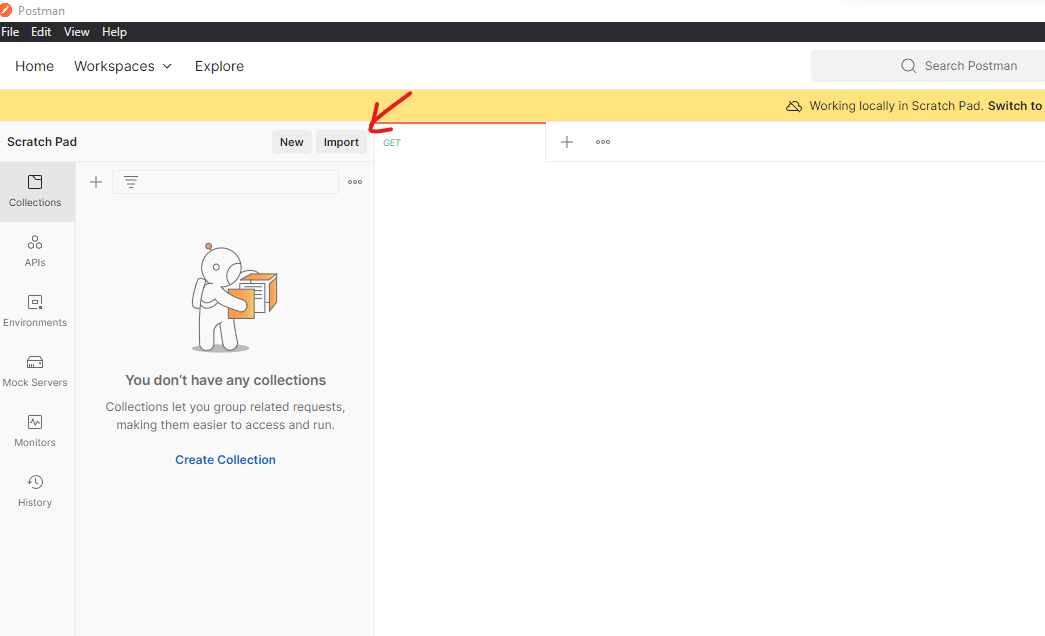 Postman
File Edit View Help
Home Workspaces Explore Search Postman
Working locally in Scratch Pad. Switch to
Scratch Pad New Import GET
Collections
APIs
Environments
Mock Servers
Monitors
History
You don't have any collections
Collections let you group related requests,
making them easier to access and run.
Create Collection